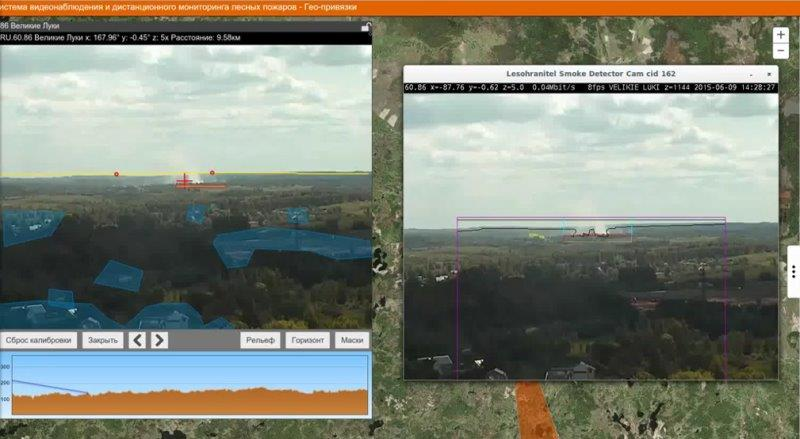 истема видеонаблюдения и дистанционного мониторинга лесных пожаров - Гео-привязки
86 Великие Луки
RU.60.86 Великие Луки x: 167.96° y: -0.45° z: 5x Расстояние: 9.58км
Сброс калибровки
Закрыть
Рельеф
Горизонт
Маски
300
200
100
Lesohranitel Smoke Detector Cam cid 162
60.86 x=-87.76 y=-0.62 z=5.0 0.04Wbit/s 8fps VELIKIE LUKI z=1144 2015-06-09 14:28:27
+
−